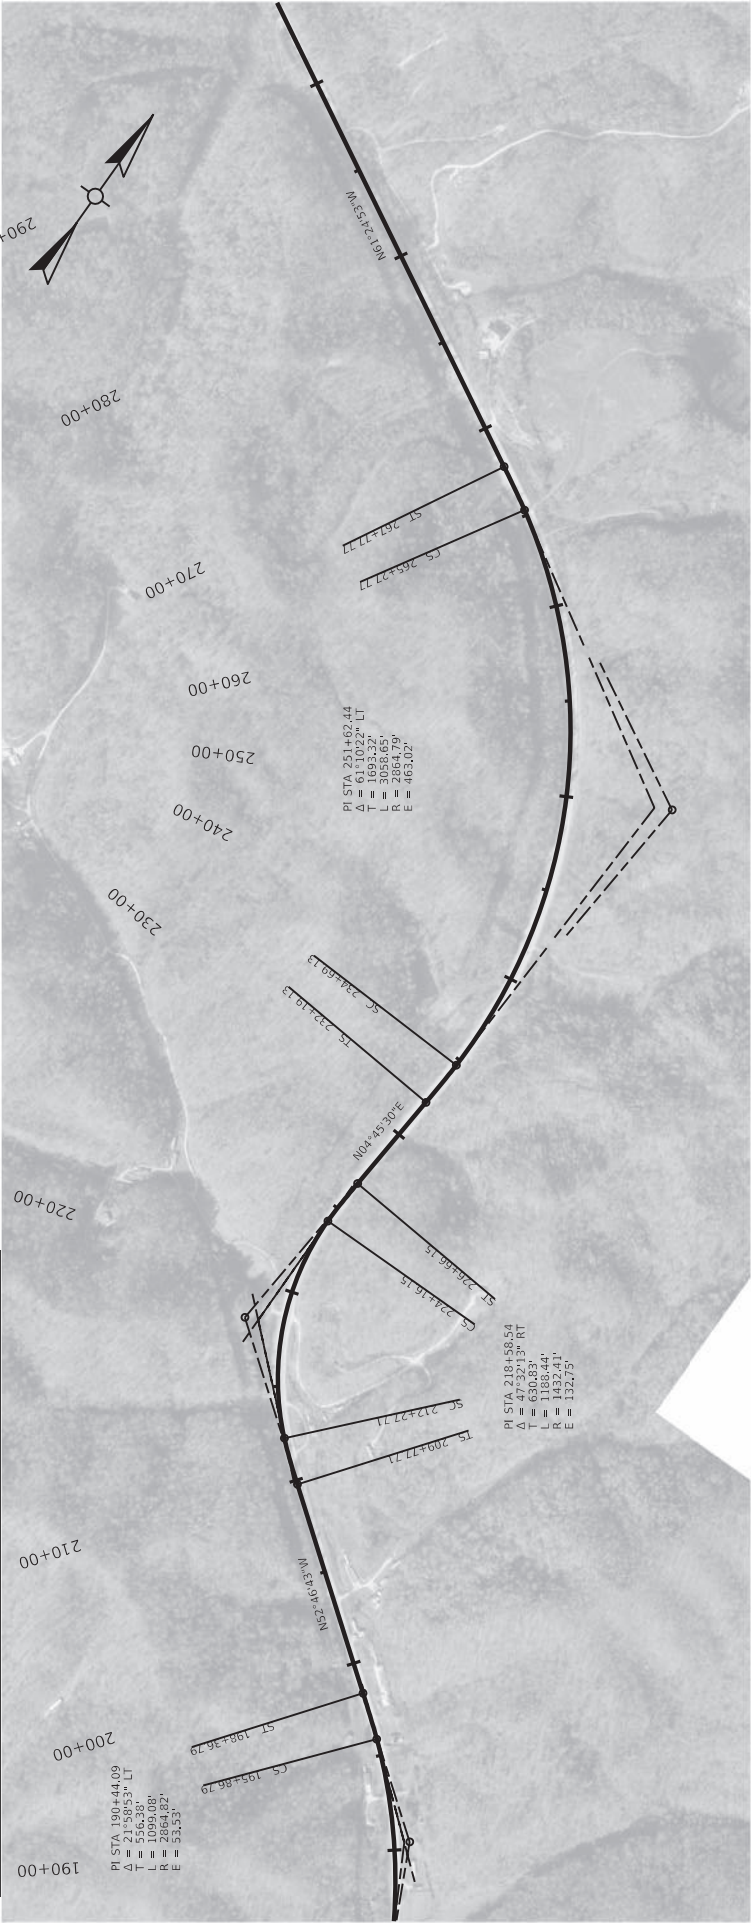 290+
N61°24'53"W
280+00
ST 267+77.77
CS 265+27.77
270+00
260+00
250+00
240+00
230+00
PI STA 251+62.44
Δ = 61°10'22" LT
T = 1693.32'
L = 3058.65'
R = 2864.79'
E = 463.02'
SC 234+69.13
TS 232+19.13
N04°45'30"E
220+00
ST 226+66.15
CS 224+16.15
PI STA 218+58.54
Δ = 47°32'13" RT
T = 630.83'
L = 1188.44'
R = 1432.41'
E = 132.75'
SC 212+27.71
TS 209+77.71
210+00
N52°46'43"W
ST 198+36.79
CS 195+86.79
200+00
PI STA 190+44.09
Δ = 21°58'53" LT
T = 556.38'
L = 1099.08'
R = 2864.82'
E = 53.53'
190+00